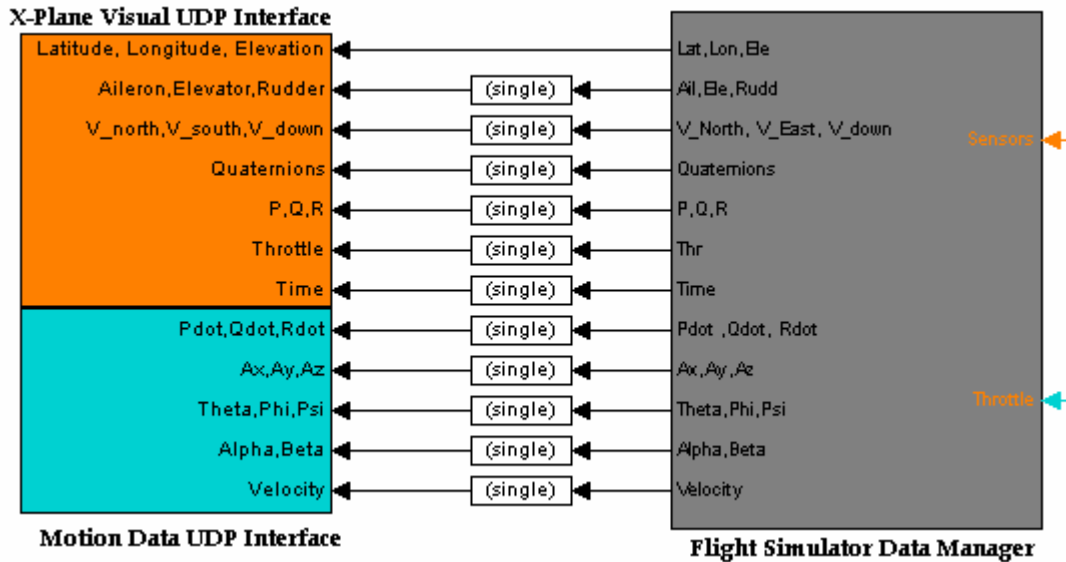 X-Plane Visual UDP Interface
Latitude, Longitude, Elevation
Lat,Lon,Ele
Aileron,Elevator,Rudder
(single)
Ail,Ele,Rudd
V_north,V_south,V_down
(single)
V_North, V_East, V_down
Sensors
Quaternions
(single)
Quaternions
P,Q,R
(single)
P,Q,R
Throttle
(single)
Thr
Time
(single)
Time
Pdot,Qdot,Rdot
(single)
Pdot ,Qdot, Rdot
Ax,Ay,Az
(single)
Ax,Ay,Az
Theta,Phi,Psi
(single)
Theta,Phi,Psi
Throttle
Alpha,Beta
(single)
Alpha,Beta
Velocity
(single)
Velocity
Motion Data UDP Interface
Flight Simulator Data Manager